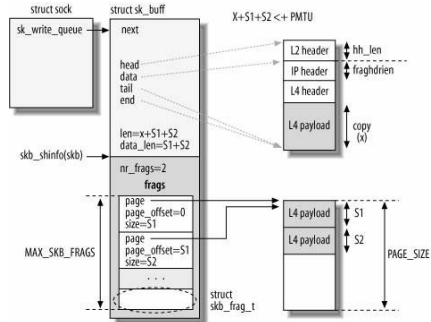 struct sock
sk_write_queue
struct sk_buff
next
head
data
tail
end
len=x+S1+S2
data_len=S1+S2
skb_shinfo(skb)
nr_frags=2
frags
page
page_offset=0
size=S1
page
page_offset=S1
size=S2
. . .
MAX_SKB_FRAGS
struct
skb_frag_t
X+S1+S2 <+ PMTU
L2 header
IP header
L4 header
L4 payload
hh_len
fraghdrlen
copy
(x)
L4 payload
L4 payload
S1
S2
PAGE_SIZE